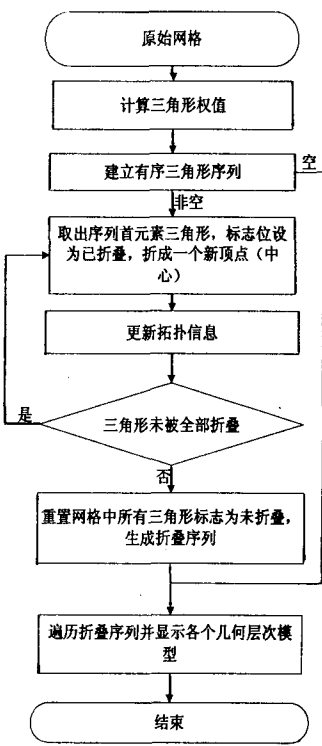 原始网格
计算三角形权值
建立有序三角形序列
空
非空
取出序列首元素三角形，标志位设
为已折叠，折成一个新顶点（中
心）
更新拓扑信息
三角形未被全部折叠
是
否
重置网格中所有三角形标志为未折叠，
生成折叠序列
遍历折叠序列并显示各个几何层次模
型
结束